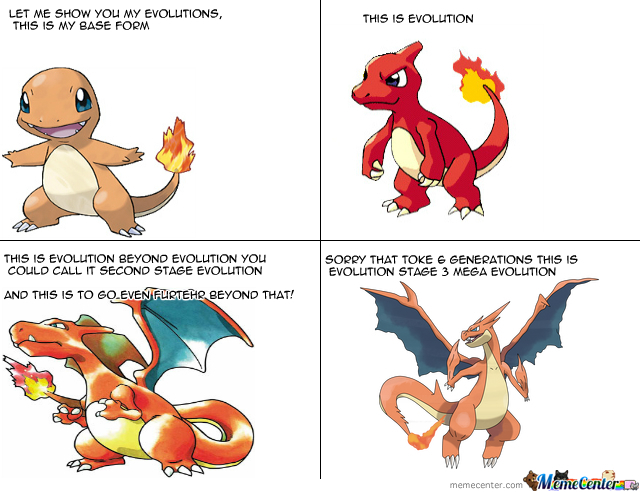 LET ME SHOW YOU MY EVOLUTIONS,
THIS IS MY BASE FORM
THIS IS EVOLUTION
THIS IS EVOLUTION BEYOND EVOLUTION YOU
COULD CALL IT SECOND STAGE EVOLUTION
AND THIS IS TO GO EVEN FURTEHR BEYOND THAT!
SORRY THAT TOKE 6 GENERATIONS THIS IS
EVOLUTION STAGE 3 MEGA EVOLUTION
memecenter.com MemeCenter